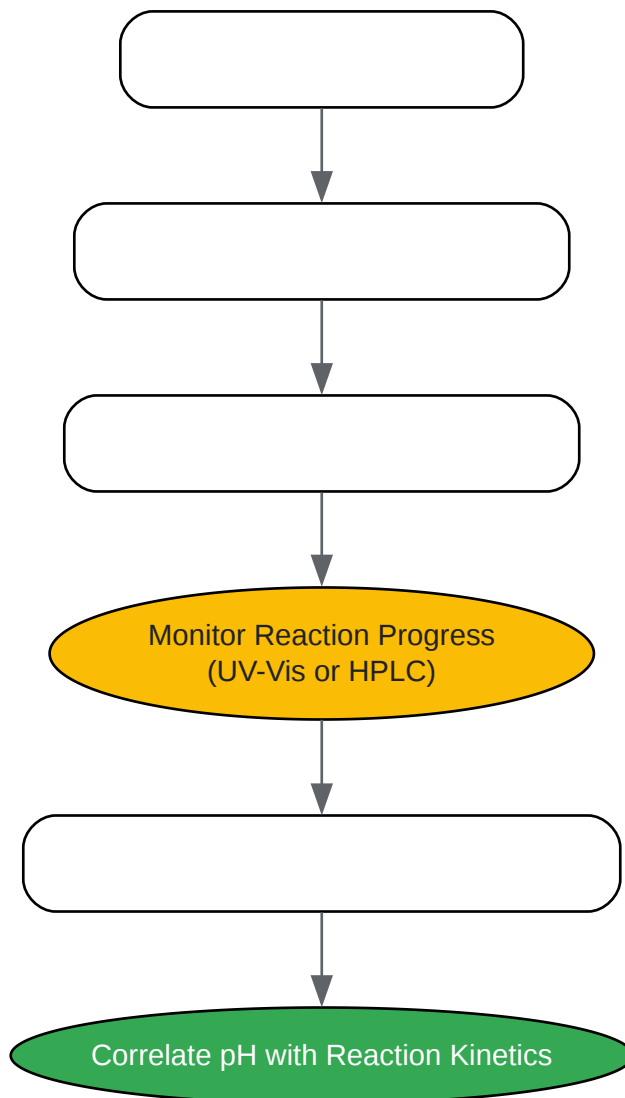 Monitor Reaction Progress
(UV-Vis or HPLC)
Correlate pH with Reaction Kinetics